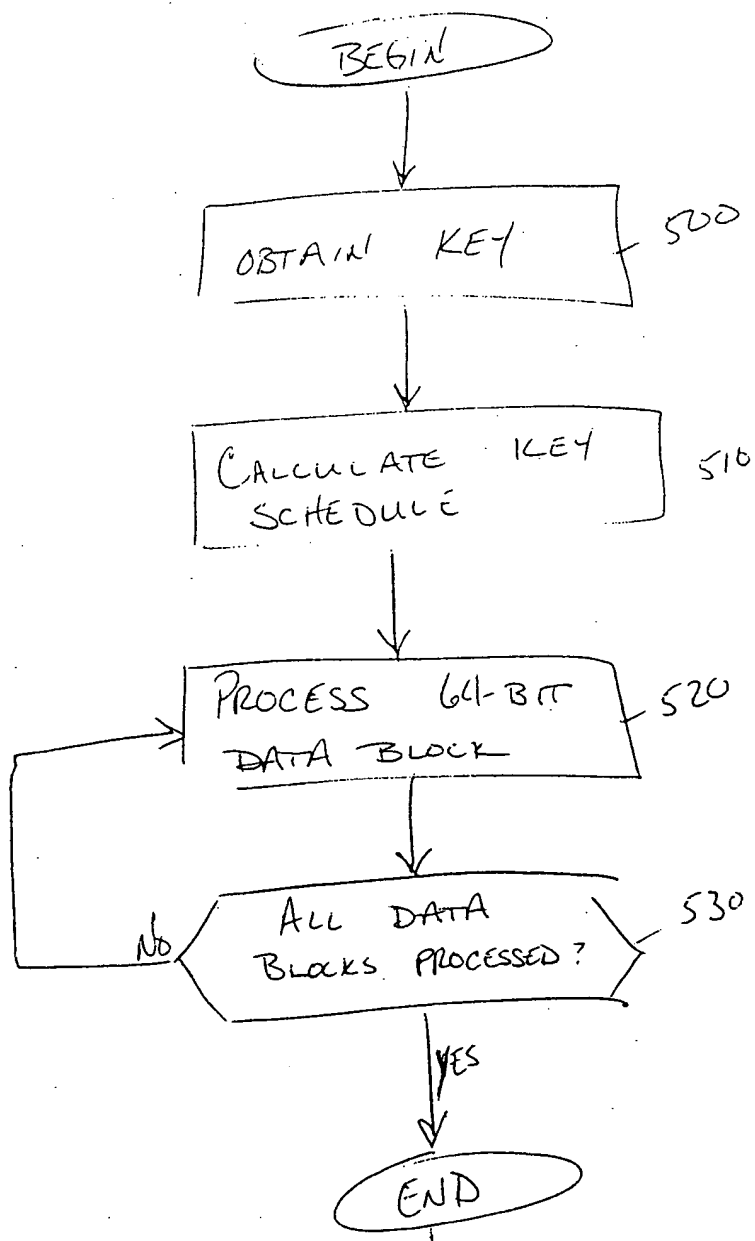 BEGIN
OBTAIN KEY
500
CALCULATE KEY
SCHEDULE
510
PROCESS 64-BIT
DATA BLOCK
520
ALL DATA
BLOCKS PROCESSED?
530
No
YES
END